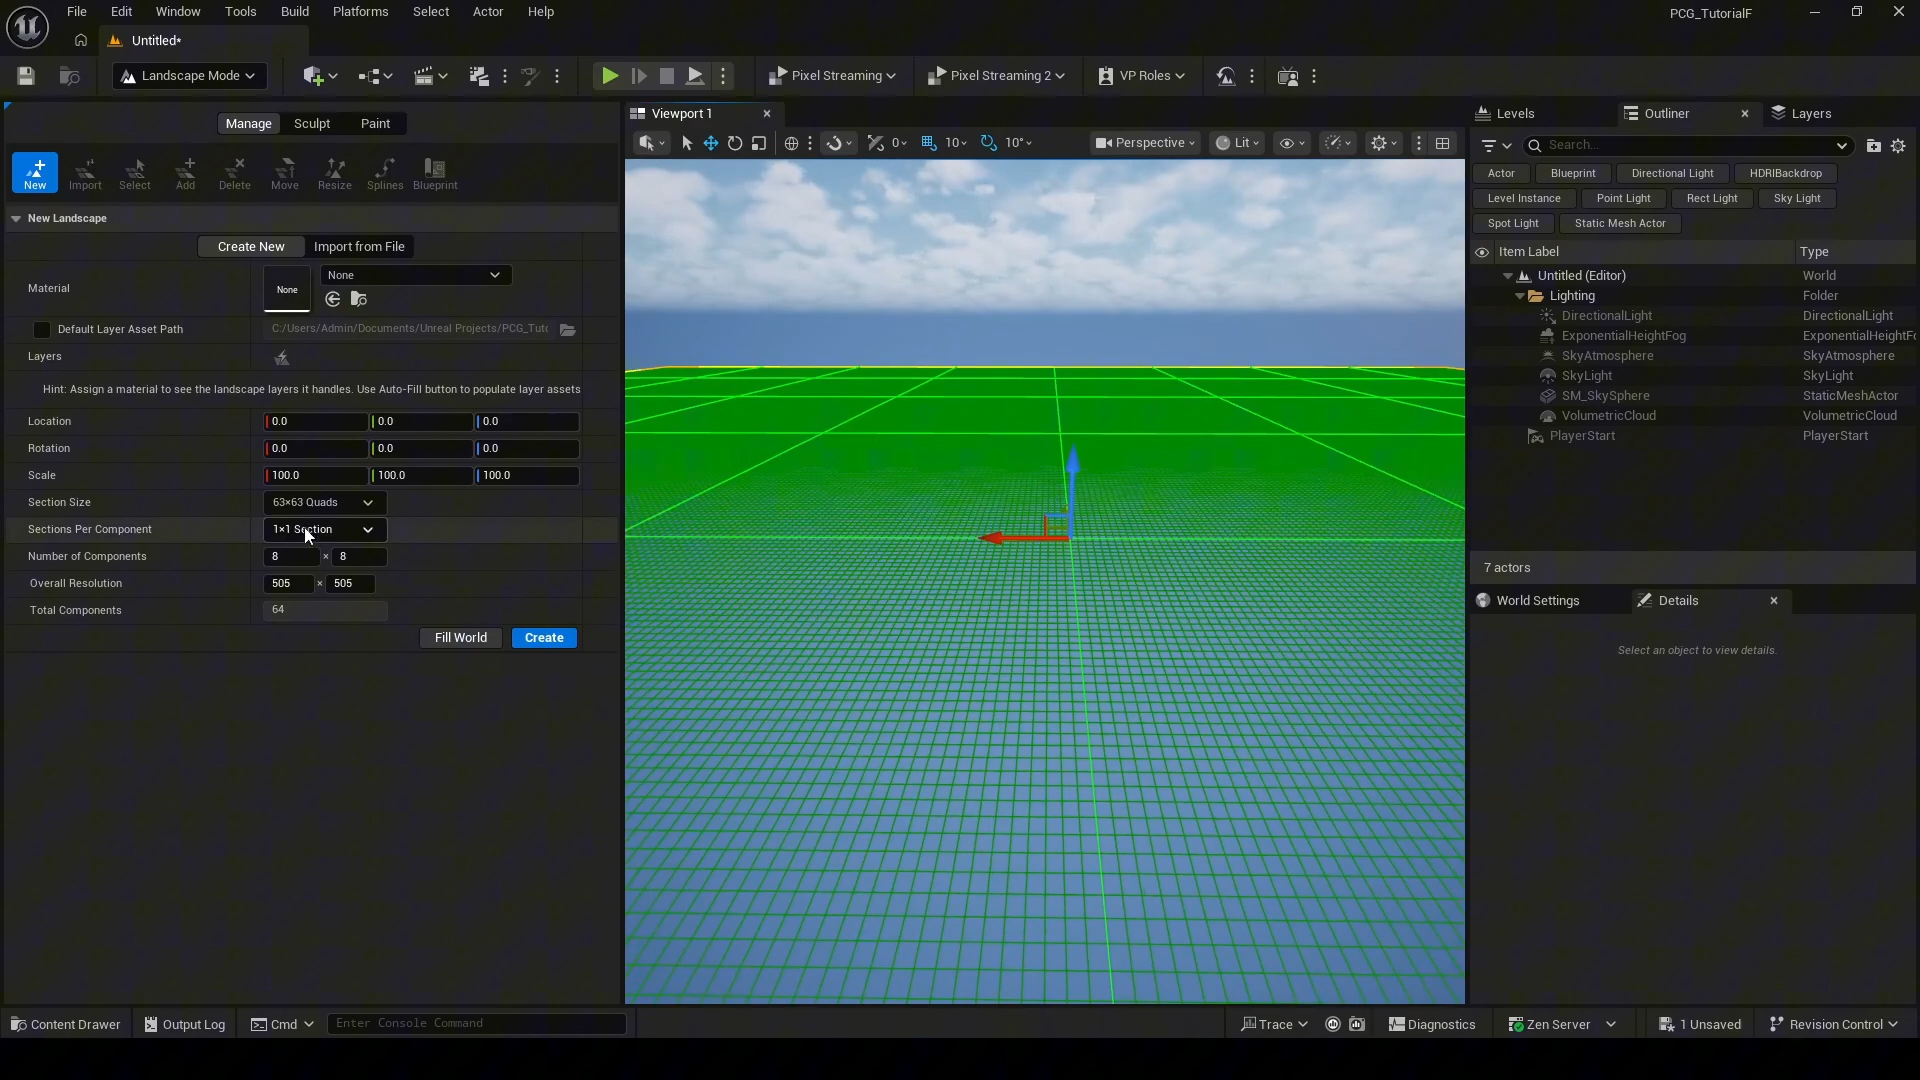 File Edit Window Tools Build Platforms Select Actor Help PCG_TutorialF
Untitled*
Landscape Mode Pixel Streaming Pixel Streaming 2 VP Roles
Manage Sculpt Paint
New Import Select Add Delete Move Resize Splines Blueprint
New Landscape
Create New Import from File
Material None None
Default Layer Asset Path C:/Users/Admin/Documents/Unreal Projects/PCG_Tuto
Layers
Hint: Assign a material to see the landscape layers it handles. Use Auto-Fill button to populate layer assets
Location 0.0 0.0 0.0
Rotation 0.0 0.0 0.0
Scale 100.0 100.0 100.0
Section Size 63×63 Quads
Sections Per Component 1×1 Section
Number of Components 8 × 8
Overall Resolution 505 × 505
Total Components 64
Fill World Create
Viewport 1
0 10 10° Perspective Lit
Levels Outliner Layers
Search...
Actor Blueprint Directional Light HDRIBackdrop
Level Instance Point Light Rect Light Sky Light
Spot Light Static Mesh Actor
Item Label Type
Untitled (Editor) World
Lighting Folder
DirectionalLight DirectionalLight
ExponentialHeightFog ExponentialHeightFo
SkyAtmosphere SkyAtmosphere
SkyLight SkyLight
SM_SkySphere StaticMeshActor
VolumetricCloud VolumetricCloud
PlayerStart PlayerStart
7 actors
World Settings Details
Select an object to view details.
Content Drawer Output Log Cmd Enter Console Command Trace Diagnostics Zen Server 1 Unsaved Revision Control